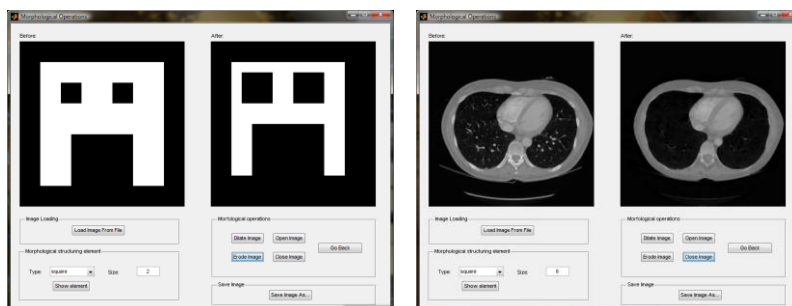 Morphological Operations
Before:
After:
Image Loading
Load Image From File
Morphological structuring element
Type:
square
Size
2
Show element
Morfological operations
Dilate Image
Open Image
Erode Image
Close Image
Go Back
Save Image
Save Image As...
Morphological Operations
Before:
After:
Image Loading
Load Image From File
Morphological structuring element
Type:
square
Size
6
Show element
Morfological operations
Dilate Image
Open Image
Erode Image
Close Image
Go Back
Save Image
Save Image As...